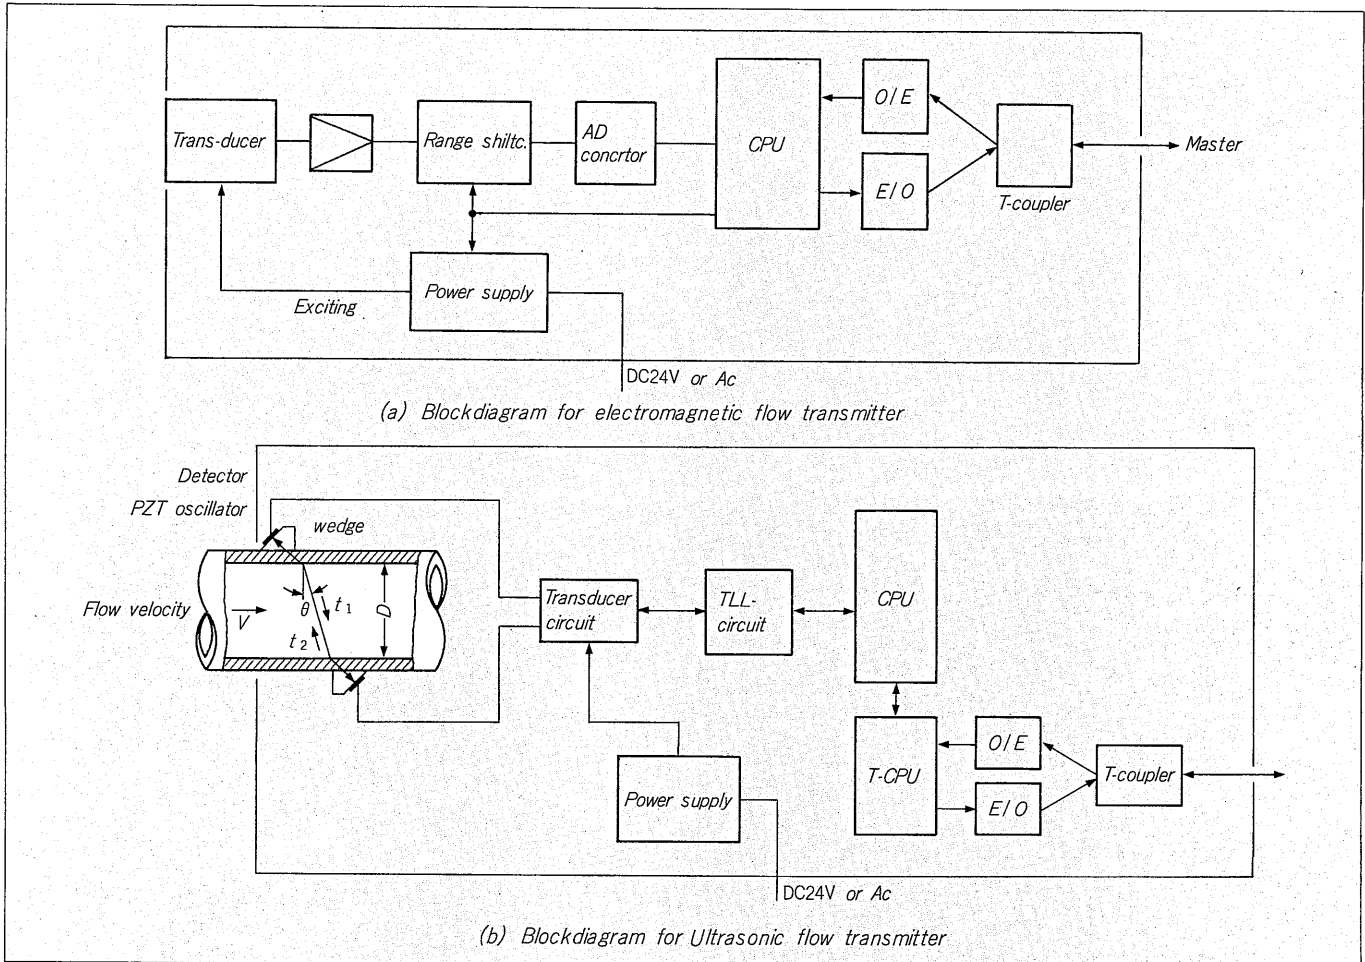 Trans-ducer
Range shiltc.
AD
concrtor
CPU
O/E
E/O
T-coupler
Master
Power supply
Exciting
DC24V or Ac
(a) Blockdiagram for electromagnetic flow transmitter
Detector
PZT oscillator
wedge
Flow velocity
V
θ
t1
t2
D
Transducer
circuit
TLL-
circuit
CPU
T-CPU
O/E
E/O
T-coupler
Power supply
DC24V or Ac
(b) Blockdiagram for Ultrasonic flow transmitter